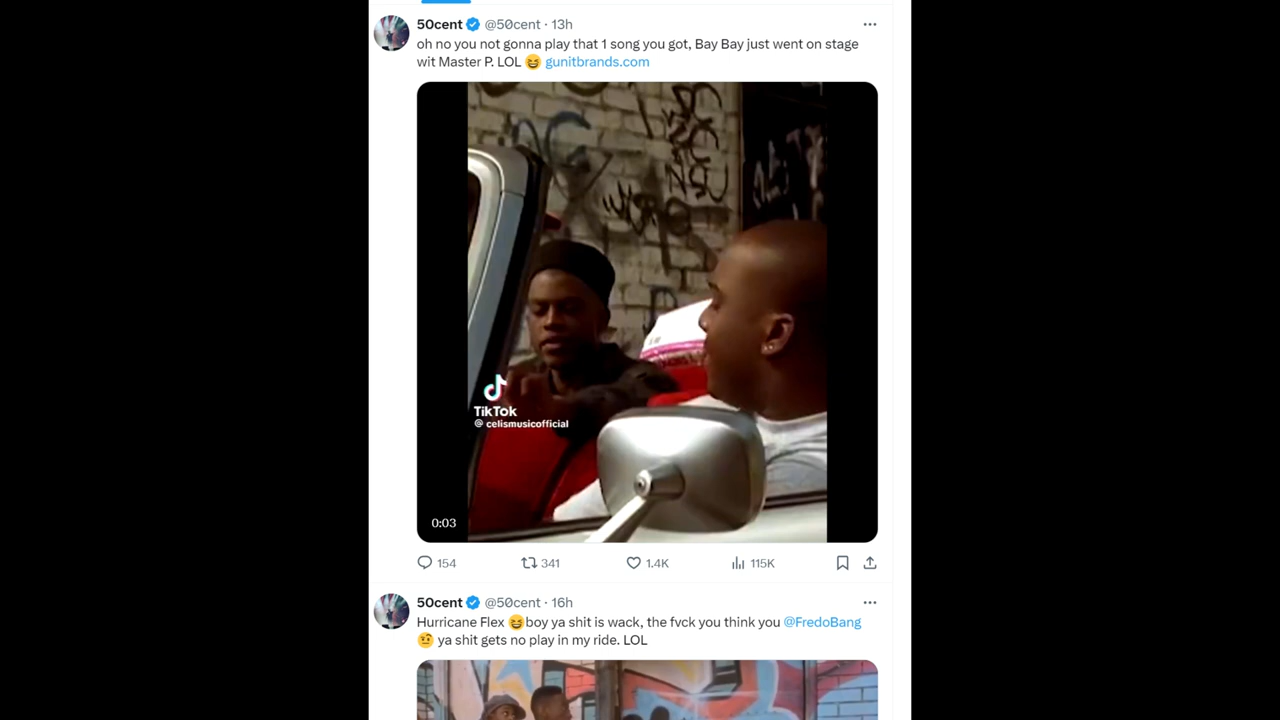 50cent @50cent · 13h
oh no you not gonna play that 1 song you got, Bay Bay just went on stage
wit Master P. LOL 😆 gunitbrands.com
TikTok
@ celismusicofficial
0:03
154 341 1.4K 115K
50cent @50cent · 16h
Hurricane Flex 😆boy ya shit is wack, the fvck you think you @FredoBang
🤨 ya shit gets no play in my ride. LOL